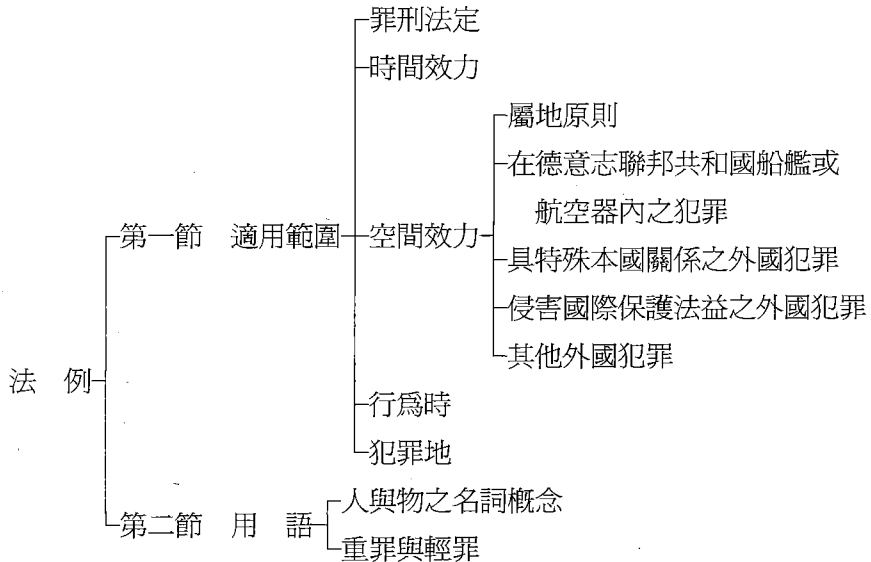 罪刑法定
時間效力
屬地原則
在德意志聯邦共和國船艦或
航空器內之犯罪
第一節 適用範圍
空間效力
具特殊本國關係之外國犯罪
侵害國際保護法益之外國犯罪
其他外國犯罪
法 例
行爲時
犯罪地
第二節 用 語
人與物之名詞概念
重罪與輕罪